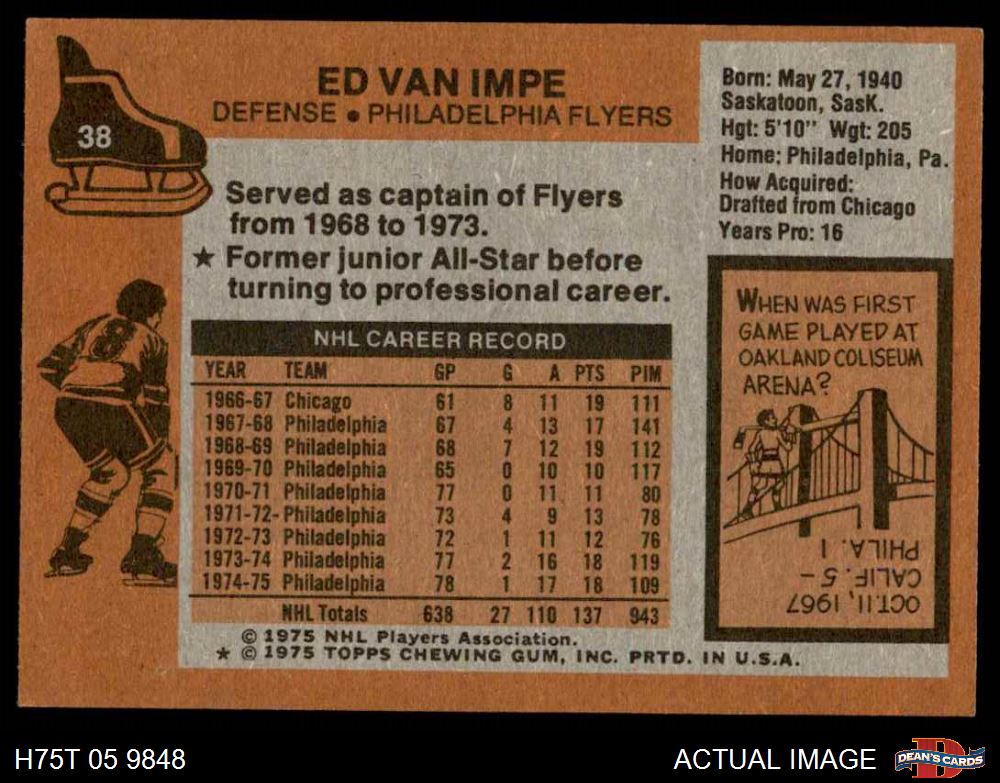 38
ED VAN IMPE
DEFENSE • PHILADELPHIA FLYERS
Served as captain of Flyers
from 1968 to 1973.
★ Former junior All-Star before
turning to professional career.
Born: May 27, 1940
Saskatoon, SasK.
Hgt: 5'10" Wgt: 205
Home: Philadelphia, Pa.
How Acquired:
Drafted from Chicago
Years Pro: 16
8
NHL CAREER RECORD
YEAR TEAM GP G A PTS PIM
1966-67 Chicago 61 8 11 19 111
1967-68 Philadelphia 67 4 13 17 141
1968-69 Philadelphia 68 7 12 19 112
1969-70 Philadelphia 65 0 10 10 117
1970-71 Philadelphia 77 0 11 11 80
1971-72- Philadelphia 73 4 9 13 78
1972-73 Philadelphia 72 1 11 12 76
1973-74 Philadelphia 77 2 16 18 119
1974-75 Philadelphia 78 1 17 18 109
NHL Totals 638 27 110 137 943
WHEN WAS FIRST
GAME PLAYED AT
OAKLAND COLISEUM
ARENA?
OCT. 11, 1967
CALIF. 5 –
PHILA. 1
© 1975 NHL Players Association.
★ © 1975 TOPPS CHEWING GUM, INC. PRTD. IN U.S.A.
H75T 05 9848
ACTUAL IMAGE
D
DEAN'S CARDS